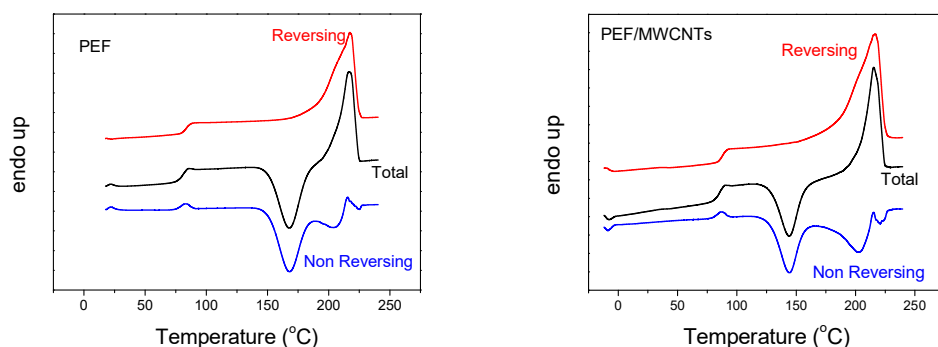 PEF
Reversing
Total
Non Reversing
endo up
0 50 100 150 200 250
Temperature (°C)
PEF/MWCNTs
Reversing
Total
Non Reversing
endo up
0 50 100 150 200 250
Temperature (°C)